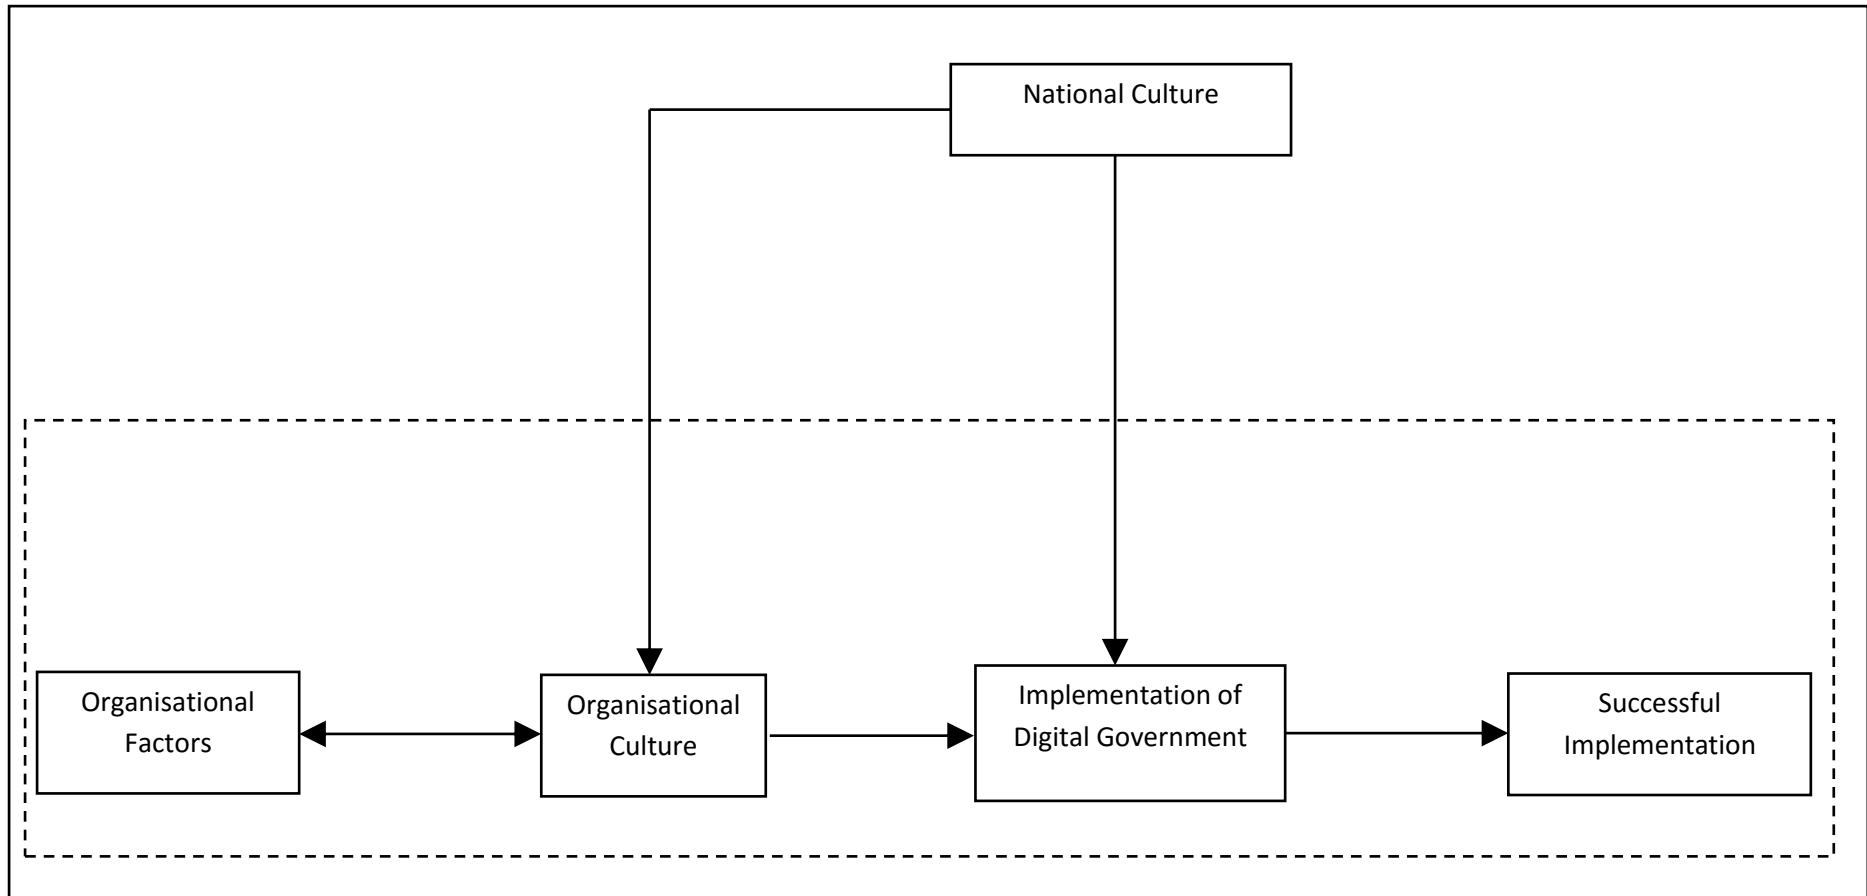 National Culture
Organisational
Factors
Organisational
Culture
Implementation of
Digital Government
Successful
Implementation